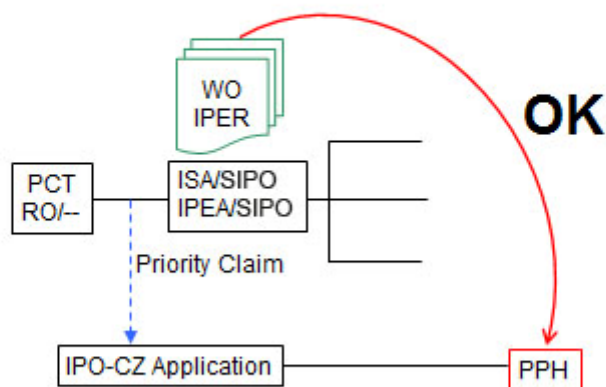 WO
IPER
OK
PCT
RO/--
ISA/SIPO
IPEA/SIPO
Priority Claim
IPO-CZ Application
PPH